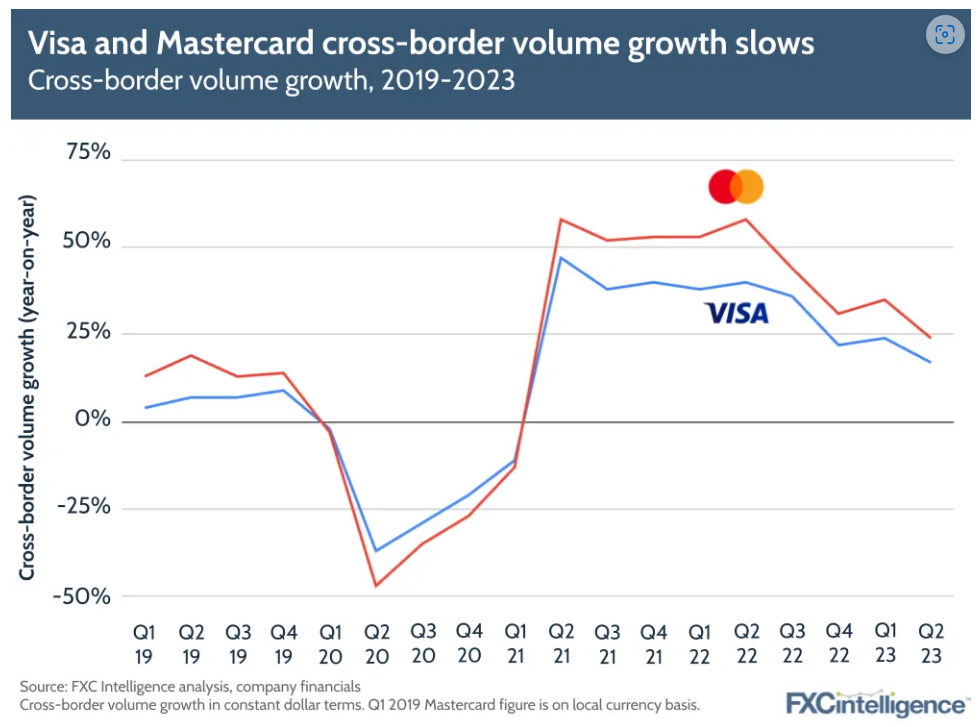 Visa and Mastercard cross-border volume growth slows
Cross-border volume growth, 2019-2023
Cross-border volume growth (year-on-year)
75%
50%
25%
0%
-25%
-50%
VISA
Q1 Q2 Q3 Q4 Q1 Q2 Q3 Q4 Q1 Q2 Q3 Q4 Q1 Q2 Q3 Q4 Q1 Q2
19 19 19 19 20 20 20 20 21 21 21 21 22 22 22 22 23 23
Source: FXC Intelligence analysis, company financials
Cross-border volume growth in constant dollar terms. Q1 2019 Mastercard figure is on local currency basis.
FXCintelligence™